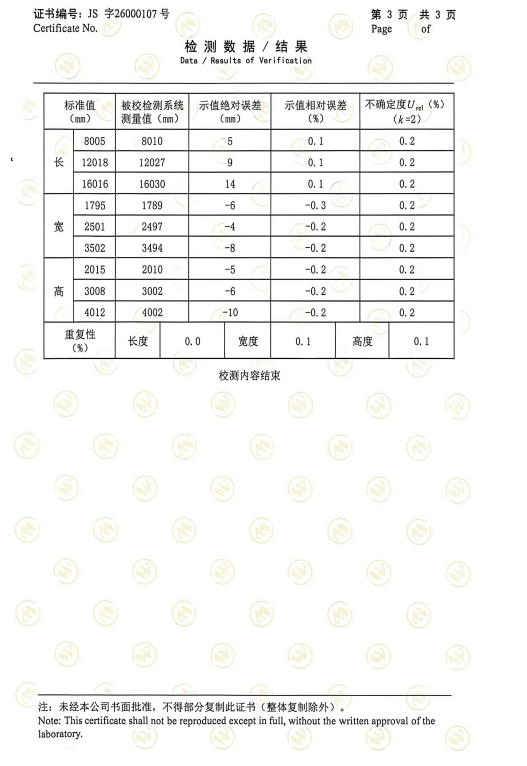 证书编号：JS 字26000107 号
Certificate No.
第 3 页 共 3 页
Page of
检 测 数 据 / 结 果
Data / Results of Verification
标准值（mm） 被校检测系统测量值（mm） 示值绝对误差（mm） 示值相对误差（%） 不确定度Urel（%）（k=2）
长 8005 8010 5 0.1 0.2
12018 12027 9 0.1 0.2
16016 16030 14 0.1 0.2
宽 1795 1789 -6 -0.3 0.2
2501 2497 -4 -0.2 0.2
3502 3494 -8 -0.2 0.2
高 2015 2010 -5 -0.2 0.2
3008 3002 -6 -0.2 0.2
4012 4002 -10 -0.2 0.2
重复性（%） 长度 0.0 宽度 0.1 高度 0.1
校测内容结束
注：未经本公司书面批准，不得部分复制此证书（整体复制除外）。
Note: This certificate shall not be reproduced except in full, without the written approval of the
laboratory.